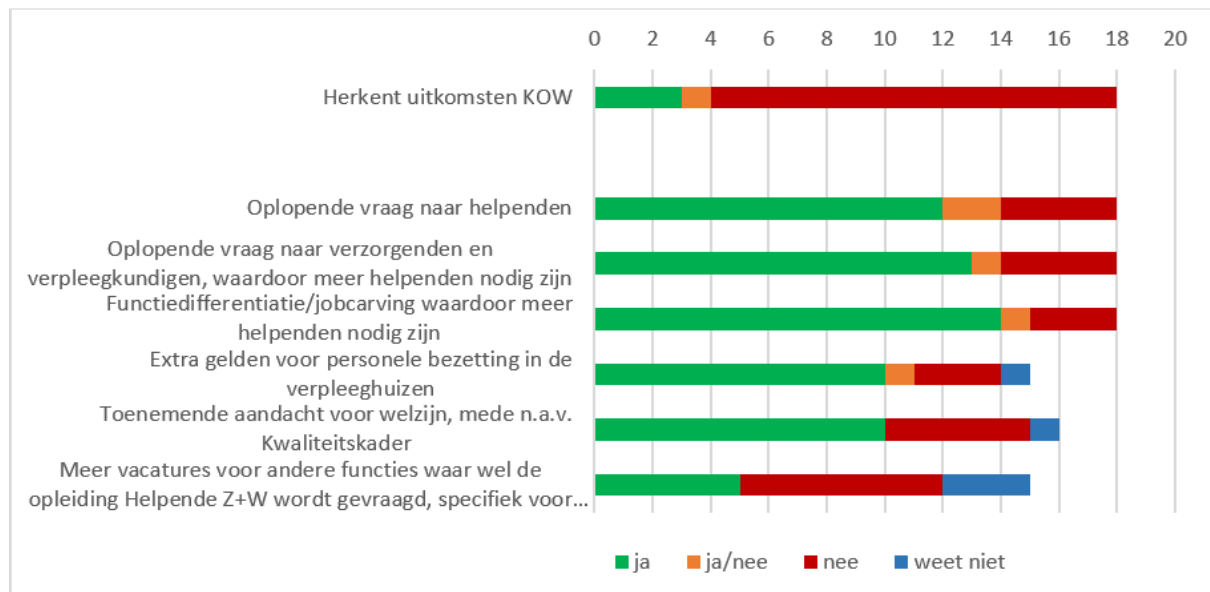 0 2 4 6 8 10 12 14 16 18 20
Herkent uitkomsten KOW
Oplopende vraag naar helpenden
Oplopende vraag naar verzorgenden en
verpleegkundigen, waardoor meer helpenden nodig zijn
Functiedifferentiatie/jobcarving waardoor meer
helpenden nodig zijn
Extra gelden voor personele bezetting in de
verpleeghuizen
Toenemende aandacht voor welzijn, mede n.a.v.
Kwaliteitskader
Meer vacatures voor andere functies waar wel de
opleiding Helpende Z+W wordt gevraagd, specifiek voor...
ja ja/nee nee weet niet